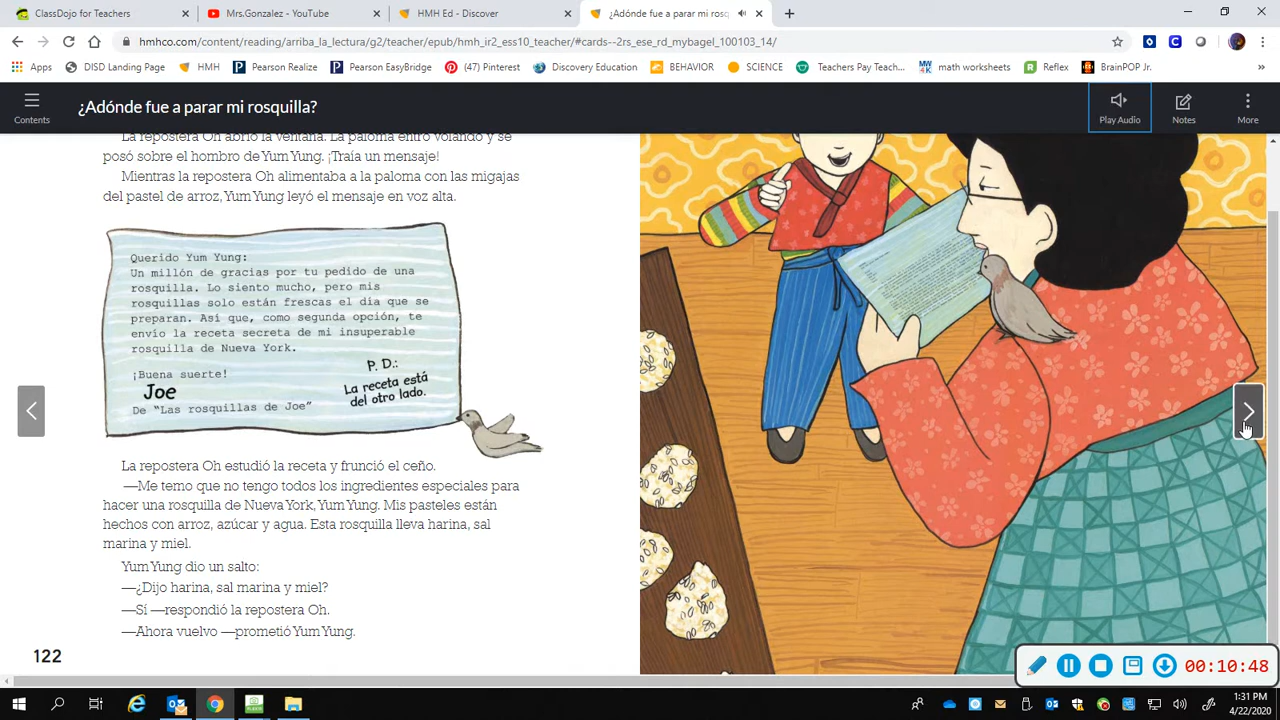 ClassDojo for Teachers
Mrs.Gonzalez - YouTube
HMH Ed - Discover
¿Adónde fue a parar mi rosq
hmhco.com/content/reading/arriba_la_lectura/g2/teacher/epub/hmh_ir2_ess10_teacher/#cards--2rs_ese_rd_mybagel_100103_14/
Apps
DISD Landing Page
HMH
Pearson Realize
Pearson EasyBridge
(47) Pinterest
Discovery Education
BEHAVIOR
SCIENCE
Teachers Pay Teach...
math worksheets
Reflex
BrainPOP Jr.
Contents
¿Adónde fue a parar mi rosquilla?
Play Audio
Notes
More
La repostera Oh abrió la ventana. La paloma entró volando y se
posó sobre el hombro de Yum Yung. ¡Traía un mensaje!
Mientras la repostera Oh alimentaba a la paloma con las migajas
del pastel de arroz, Yum Yung leyó el mensaje en voz alta.
Querido Yum Yung:
Un millón de gracias por tu pedido de una
rosquilla. Lo siento mucho, pero mis
rosquillas solo están frescas el día que se
preparan. Así que, como segunda opción, te
envío la receta secreta de mi insuperable
rosquilla de Nueva York.
¡Buena suerte!
Joe
De "Las rosquillas de Joe"
P. D.:
La receta está
del otro lado.
La repostera Oh estudió la receta y frunció el ceño.
—Me temo que no tengo todos los ingredientes especiales para
hacer una rosquilla de Nueva York, Yum Yung. Mis pasteles están
hechos con arroz, azúcar y agua. Esta rosquilla lleva harina, sal
marina y miel.
Yum Yung dio un salto:
—¿Dijo harina, sal marina y miel?
—Sí —respondió la repostera Oh.
—Ahora vuelvo —prometió Yum Yung.
122
00:10:48
1:31 PM
4/22/2020